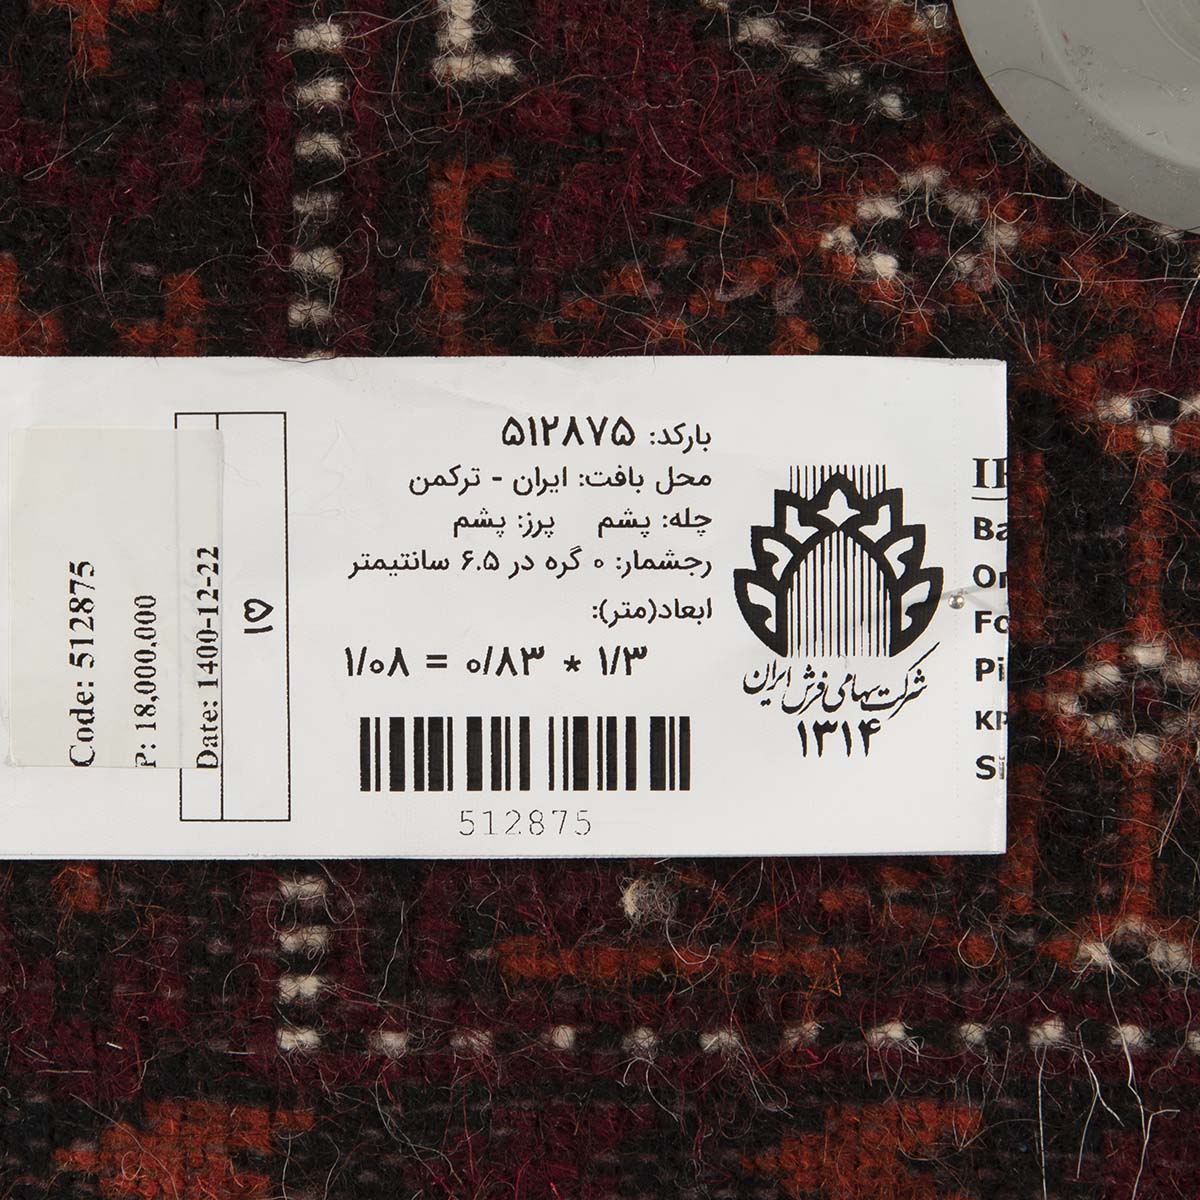 بارکد: ۵۱۲۸۷۵
محل بافت: ایران - ترکمن
چله: پشم پرز: پشم
رجشمار: ۰ گره در ۶.۵ سانتیمتر
ابعاد(متر):
۱/۳ * ۰/۸۳ = ۱/۰۸
512875
شرکت سهامی فرش ایران
۱۳۱۴
۱۵
Code: 512875
P: 18,000,000
Date: 1400-12-22
Ba
Or
Fo
Pi